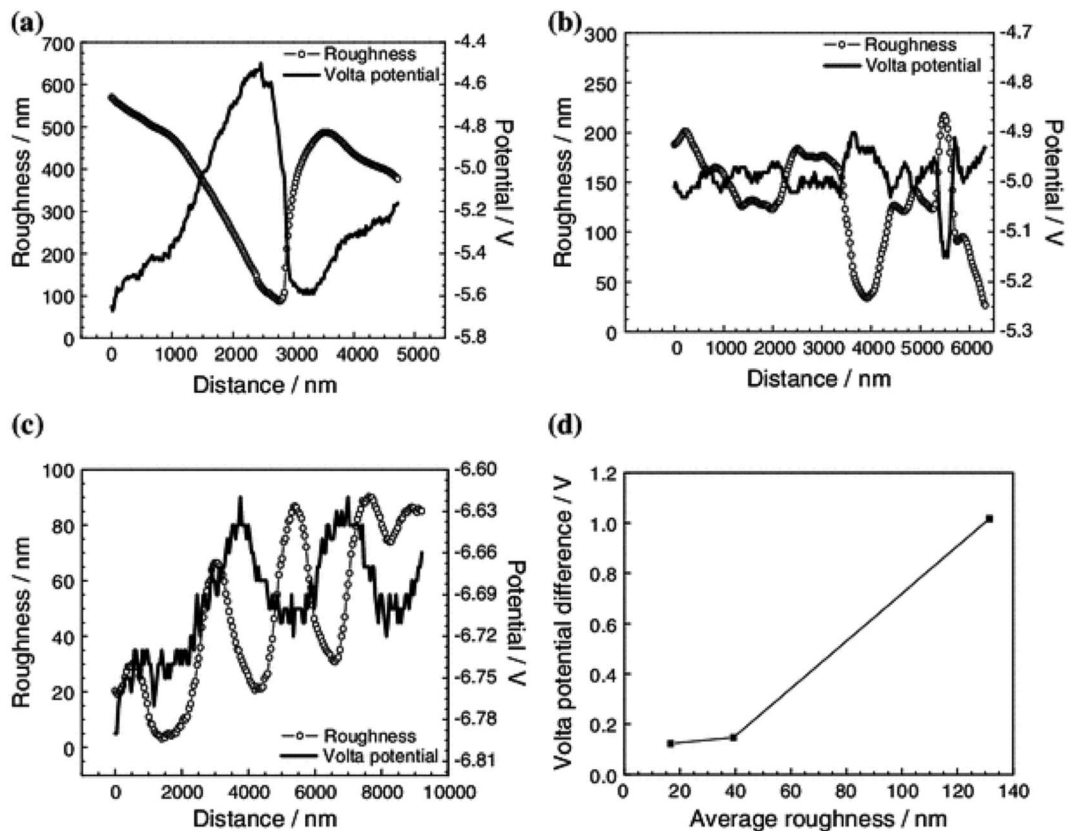 (a)
700
600
500
400
300
200
100
0
Roughness / nm
Roughness
Volta potential
-4.4
-4.6
-4.8
-5.0
-5.2
-5.4
-5.6
-5.8
Potential / V
0 1000 2000 3000 4000 5000
Distance / nm
(b)
300
250
200
150
100
50
0
Roughness / nm
Roughness
Volta potential
-4.7
-4.8
-4.9
-5.0
-5.1
-5.2
-5.3
Potential / V
0 1000 2000 3000 4000 5000 6000
Distance / nm
(c)
100
80
60
40
20
0
Roughness / nm
Roughness
Volta potential
-6.60
-6.63
-6.66
-6.69
-6.72
-6.75
-6.78
-6.81
Potential / V
0 2000 4000 6000 8000 10000
Distance / nm
(d)
1.2
1.0
0.8
0.6
0.4
0.2
0.0
Volta potential difference / V
0 20 40 60 80 100 120 140
Average roughness / nm